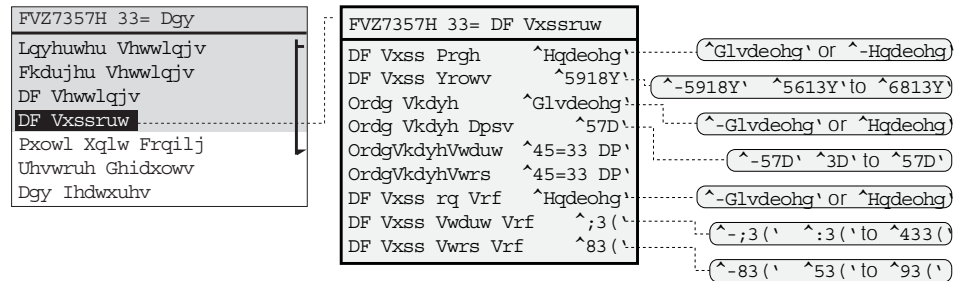 FVZ7357H 33= Dgy
Lqyhuwhu Vhwwlqjv
Fkdujhu Vhwwlqjv
DF Vhwwlqjv
DF Vxssruw
Pxowl Xqlw Frqilj
Uhvwruh Ghidxowv
Dgy Ihdwxuhv
FVZ7357H 33= DF Vxssruw
DF Vxss Prgh ^Hqdeohg‘
DF Vxss Yrowv ^5918Y‘
Ordg Vkdyh ^Glvdeohg‘
Ordg Vkdyh Dpsv ^57D‘
OrdgVkdyhVwduw ^45=33 DP‘
OrdgVkdyhVwrs ^45=33 DP‘
DF Vxss rq Vrf ^Hqdeohg‘
DF Vxss Vwduw Vrf ^;3(‘
DF Vxss Vwrs Vrf ^83(‘
^Glvdeohg‘ or ^-Hqdeohg‘
^-5918Y‘ ^5613Y‘to ^6813Y‘
^-Glvdeohg‘ or ^Hqdeohg‘
^-57D‘ ^3D‘to ^57D‘
^-Glvdeohg‘ or ^Hqdeohg‘
^-;3(‘ ^:3(‘to ^433(‘
^-83(‘ ^53(‘to ^93(‘